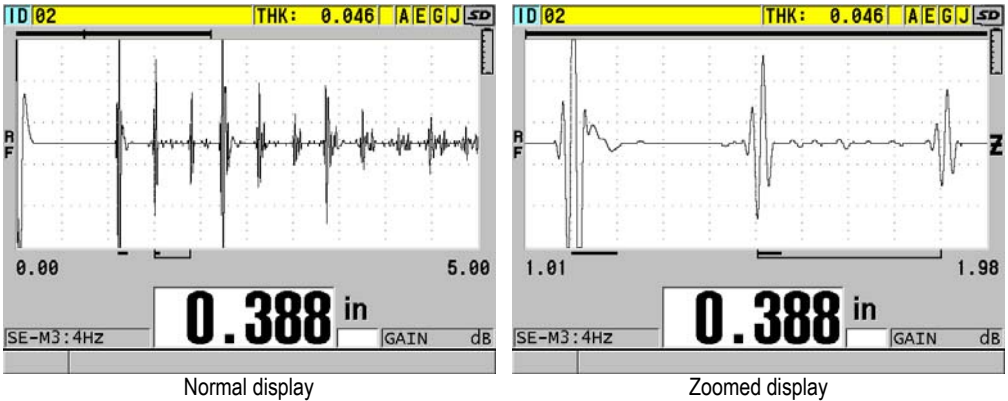 ID 02 THK: 0.046 A E G J SD
RF
0.00 5.00
0.388 in
SE-M3:4Hz GAIN dB
Normal display
ID 02 THK: 0.046 A E G J SD
RF Z
1.01 1.98
0.388 in
SE-M3:4Hz GAIN dB
Zoomed display